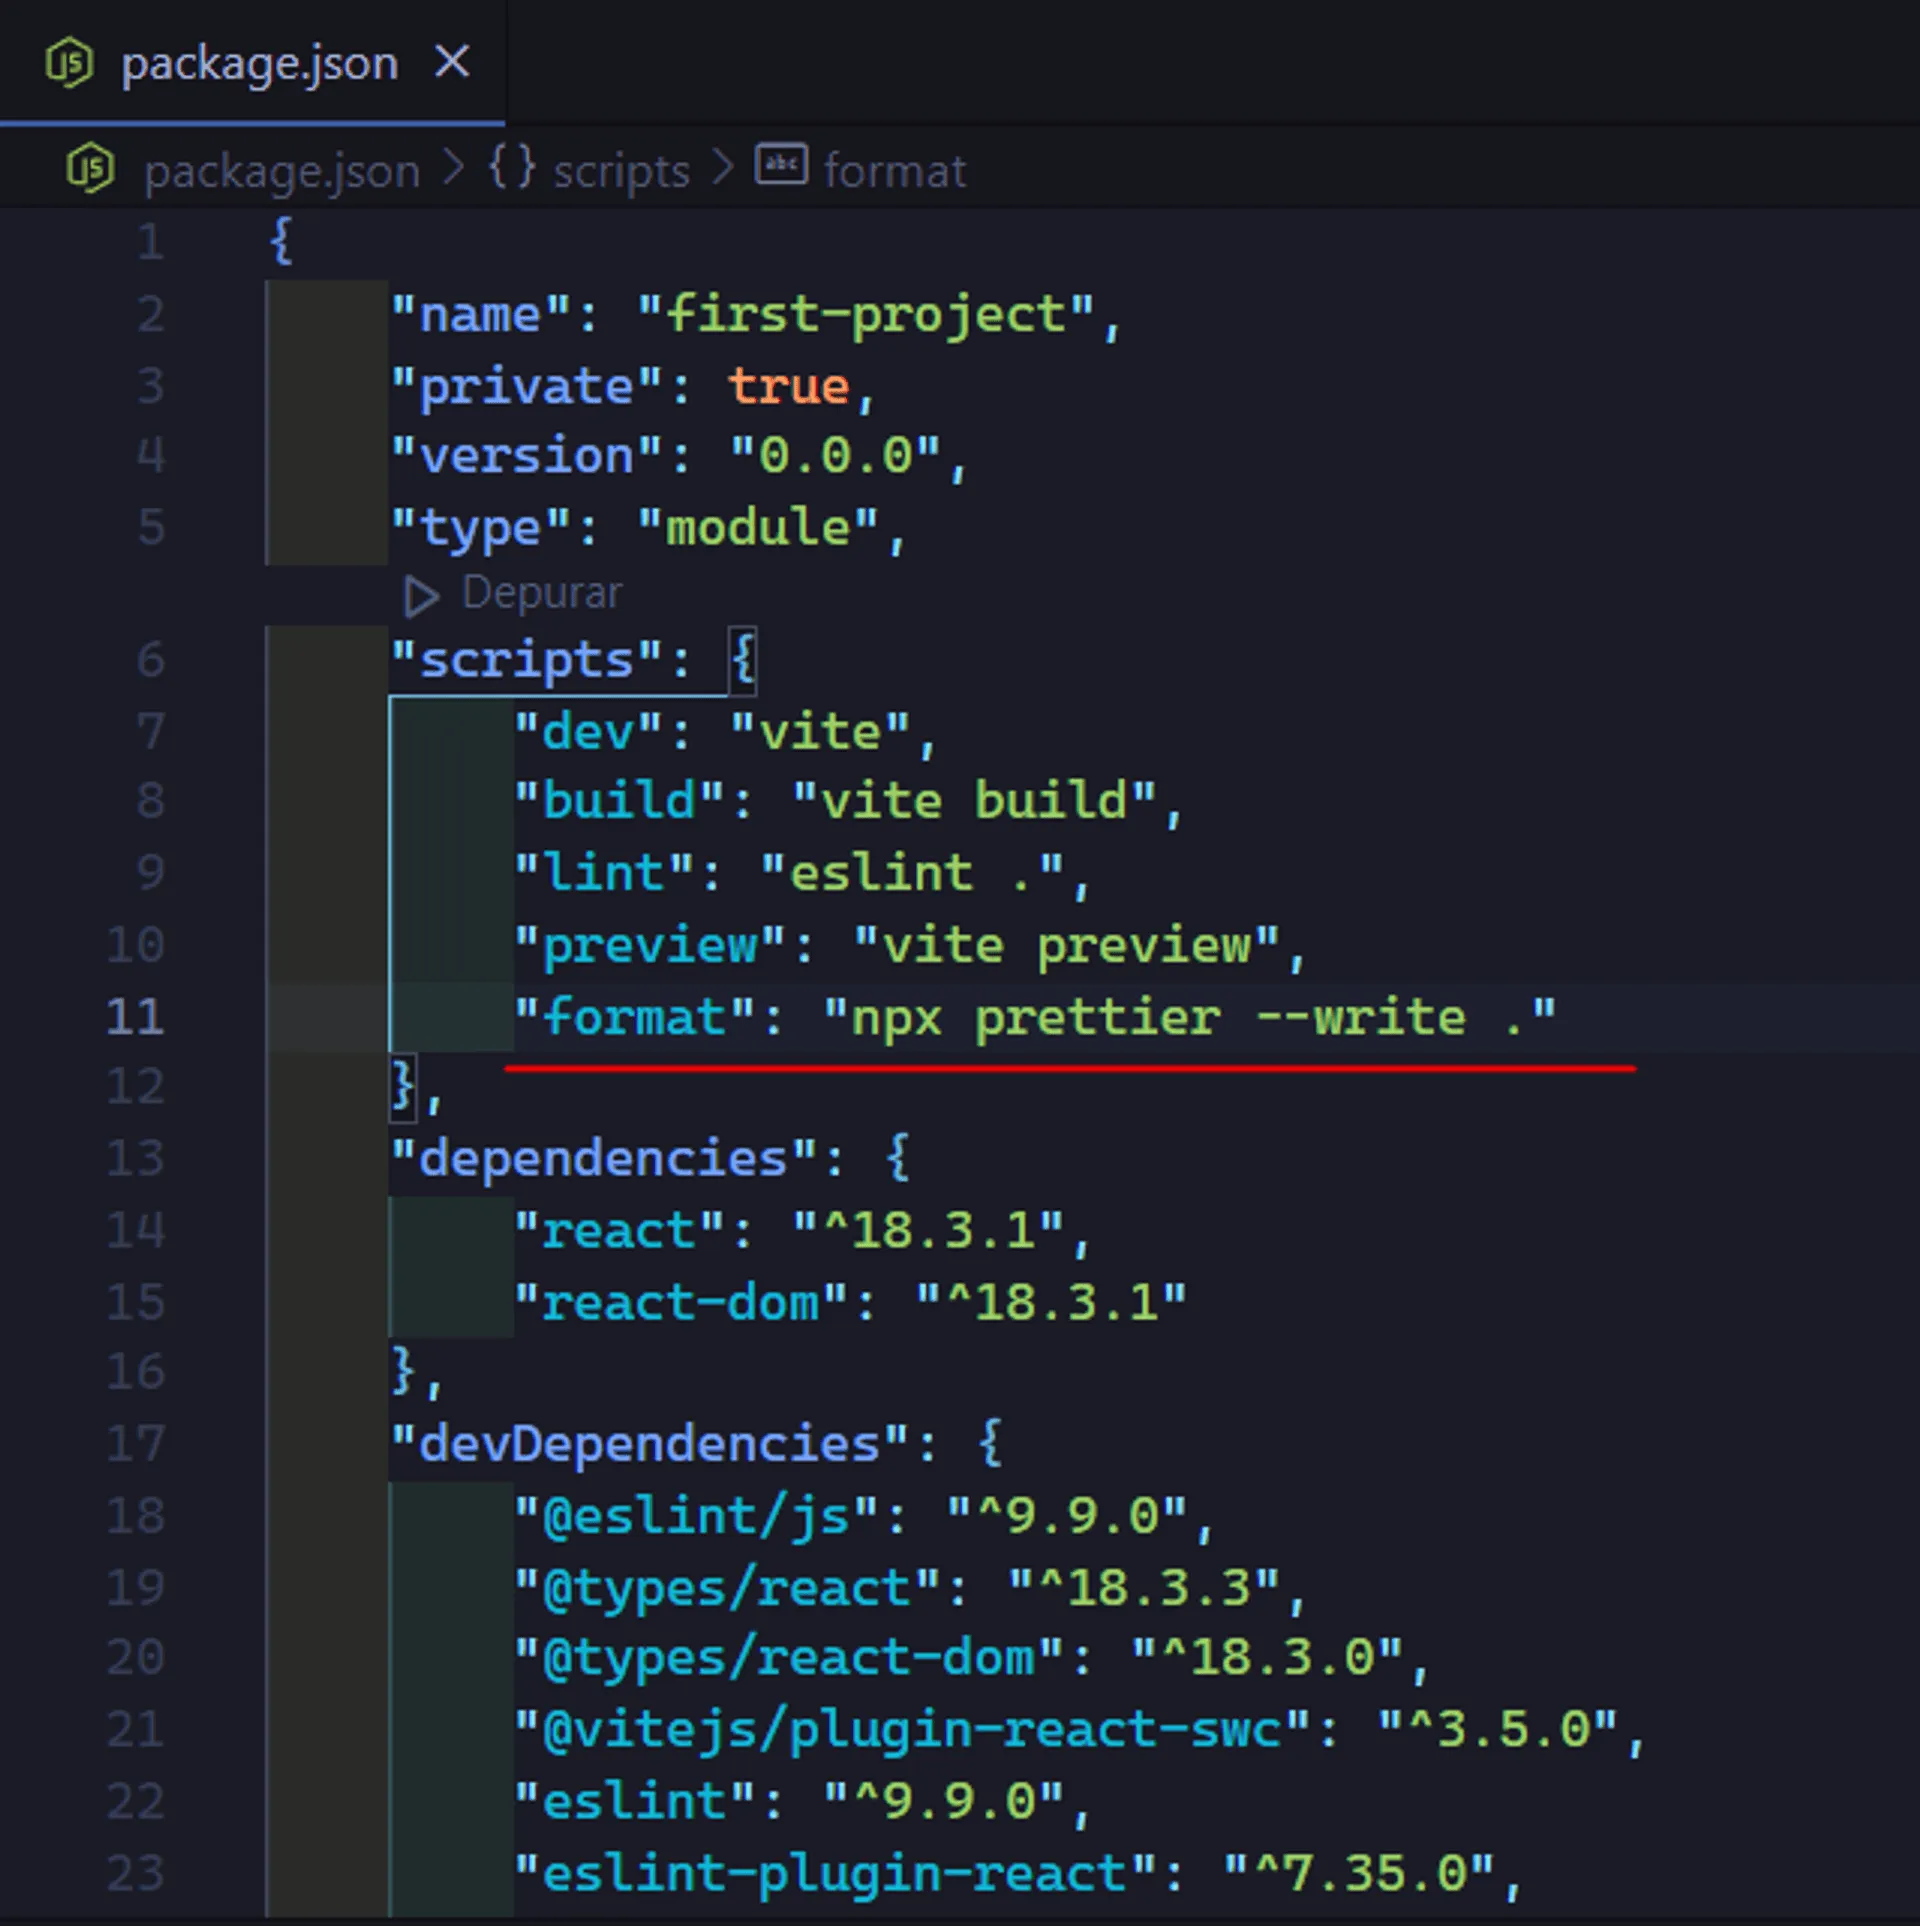 package.json
package.json > {} scripts > abc format
1 {
2 "name": "first-project",
3 "private": true,
4 "version": "0.0.0",
5 "type": "module",
Depurar
6 "scripts": {
7 "dev": "vite",
8 "build": "vite build",
9 "lint": "eslint .",
10 "preview": "vite preview",
11 "format": "npx prettier --write ."
12 },
13 "dependencies": {
14 "react": "^18.3.1",
15 "react-dom": "^18.3.1"
16 },
17 "devDependencies": {
18 "@eslint/js": "^9.9.0",
19 "@types/react": "^18.3.3",
20 "@types/react-dom": "^18.3.0",
21 "@vitejs/plugin-react-swc": "^3.5.0",
22 "eslint": "^9.9.0",
23 "eslint-plugin-react": "^7.35.0",